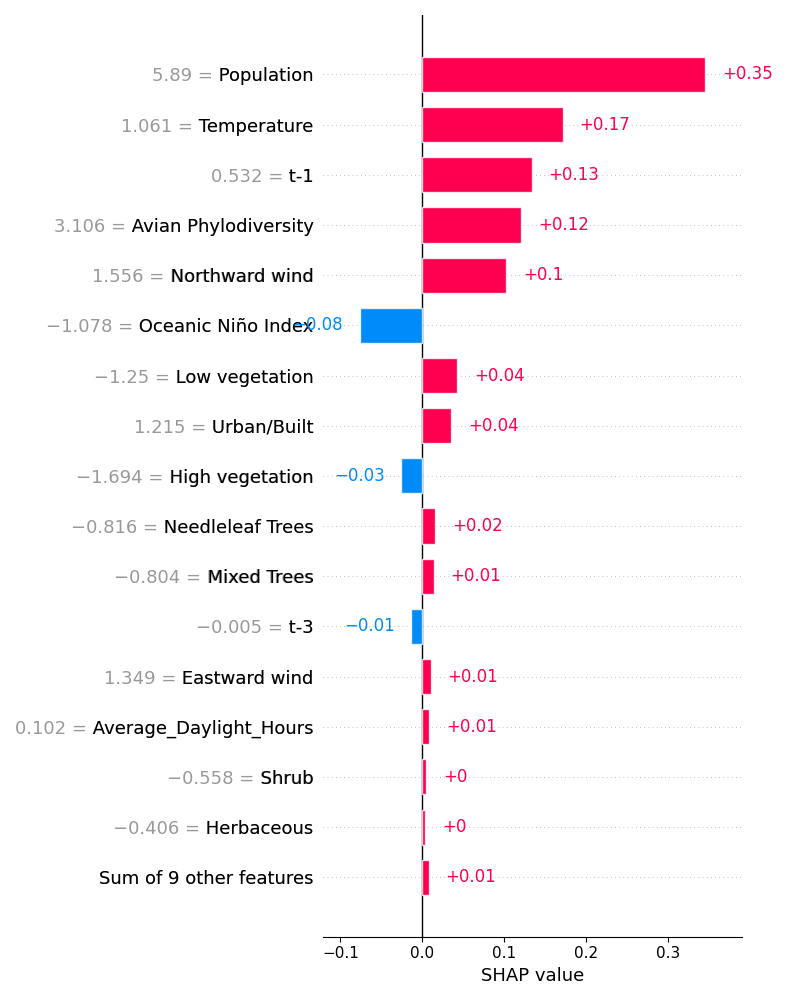 5.89 = Population +0.35
1.061 = Temperature +0.17
0.532 = t-1 +0.13
3.106 = Avian Phylodiversity +0.12
1.556 = Northward wind +0.1
−1.078 = Oceanic Niño Index −0.08
−1.25 = Low vegetation +0.04
1.215 = Urban/Built +0.04
−1.694 = High vegetation −0.03
−0.816 = Needleleaf Trees +0.02
−0.804 = Mixed Trees +0.01
−0.005 = t-3 −0.01
1.349 = Eastward wind +0.01
0.102 = Average_Daylight_Hours +0.01
−0.558 = Shrub +0
−0.406 = Herbaceous +0
Sum of 9 other features +0.01
−0.1 0.0 0.1 0.2 0.3
SHAP value